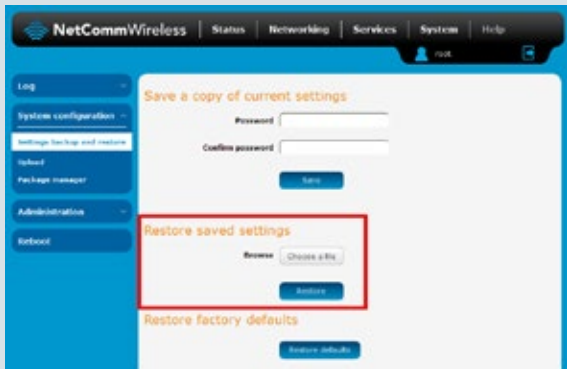 NetCommWireless
Status
Networking
Services
System
Help
root
Log
System configuration
Settings backup and restore
Upload
Package manager
Administration
Reboot
Save a copy of current settings
Password
Confirm password
Save
Restore saved settings
Browse
Choose a file
Restore
Restore factory defaults
Restore defaults